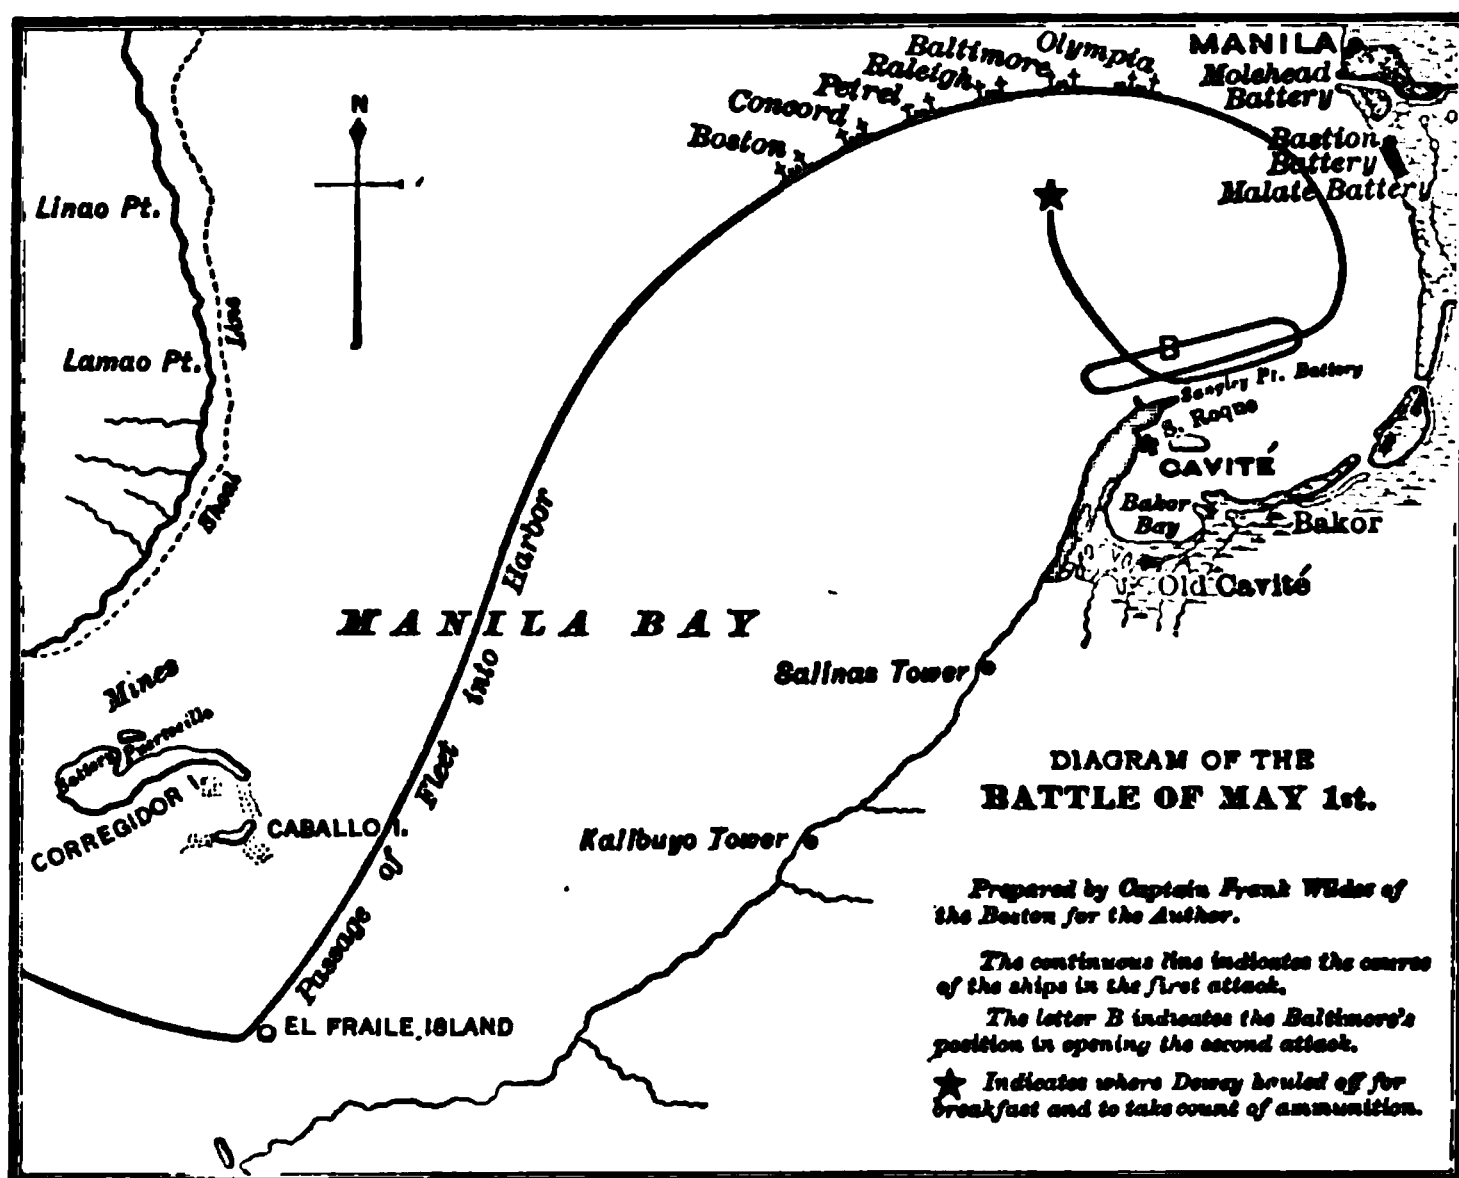 MANILA
Molehead
Battery
Bastion
Battery
Malate Battery
Olympia
Baltimore
Raleigh
Petrel
Concord
Boston
N
Linao Pt.
Lamao Pt.
Shoal Line
B
Sangley Pt. Battery
S. Roque
CAVITÉ
Bakor
Bay
Bakor
Old Cavité
MANILA BAY
Passage of Fleet into Harbor
Salinas Tower
Mines
Battery
CORREGIDOR I.
CABALLO I.
Kalibuyo Tower
EL FRAILE ISLAND
DIAGRAM OF THE
BATTLE OF MAY 1st.
Prepared by Captain Frank Wildes of
the Boston for the Author.
The continuous line indicates the course
of the ships in the first attack.
The letter B indicates the Baltimore's
position in opening the second attack.
★ Indicates where Dewey hauled off for
breakfast and to take count of ammunition.